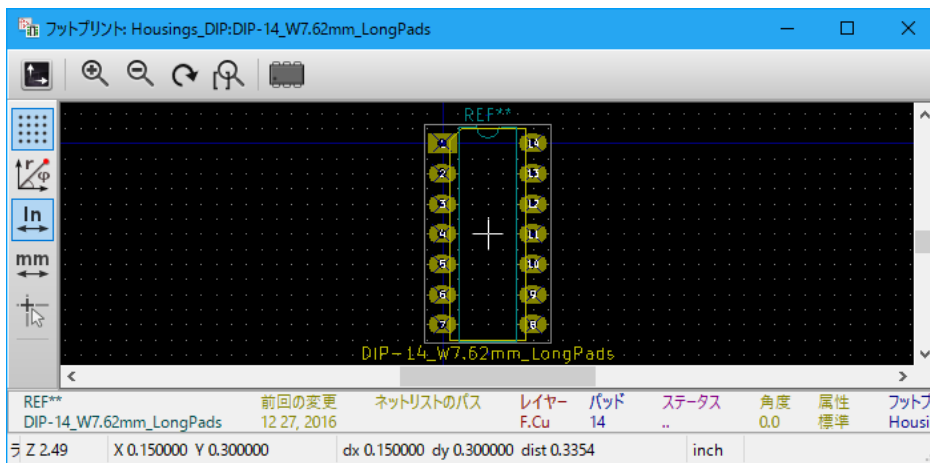 フットプリント: Housings_DIP:DIP-14_W7.62mm_LongPads
REF**
1 14
2 13
3 12
4 11
5 10
6 9
7 8
DIP-14_W7.62mm_LongPads
r φ
In
mm
REF** 前回の変更 ネットリストのパス レイヤー パッド ステータス 角度 属性 フットプ
DIP-14_W7.62mm_LongPads 12 27, 2016 F.Cu 14 .. 0.0 標準 Housi
ラ Z 2.49 X 0.150000 Y 0.300000 dx 0.150000 dy 0.300000 dist 0.3354 inch